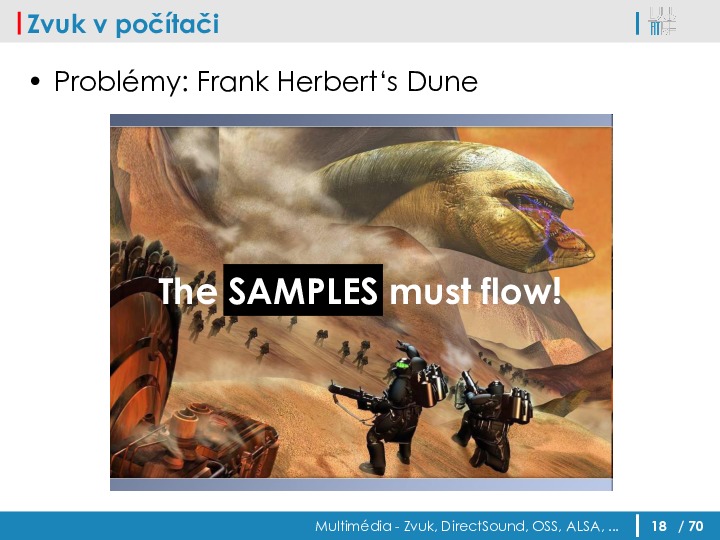 Zvuk v počítači
• Problémy: Frank Herbert‘s Dune
The SAMPLES must flow!
Multimédia - Zvuk, DirectSound, OSS, ALSA, ... 18 / 70